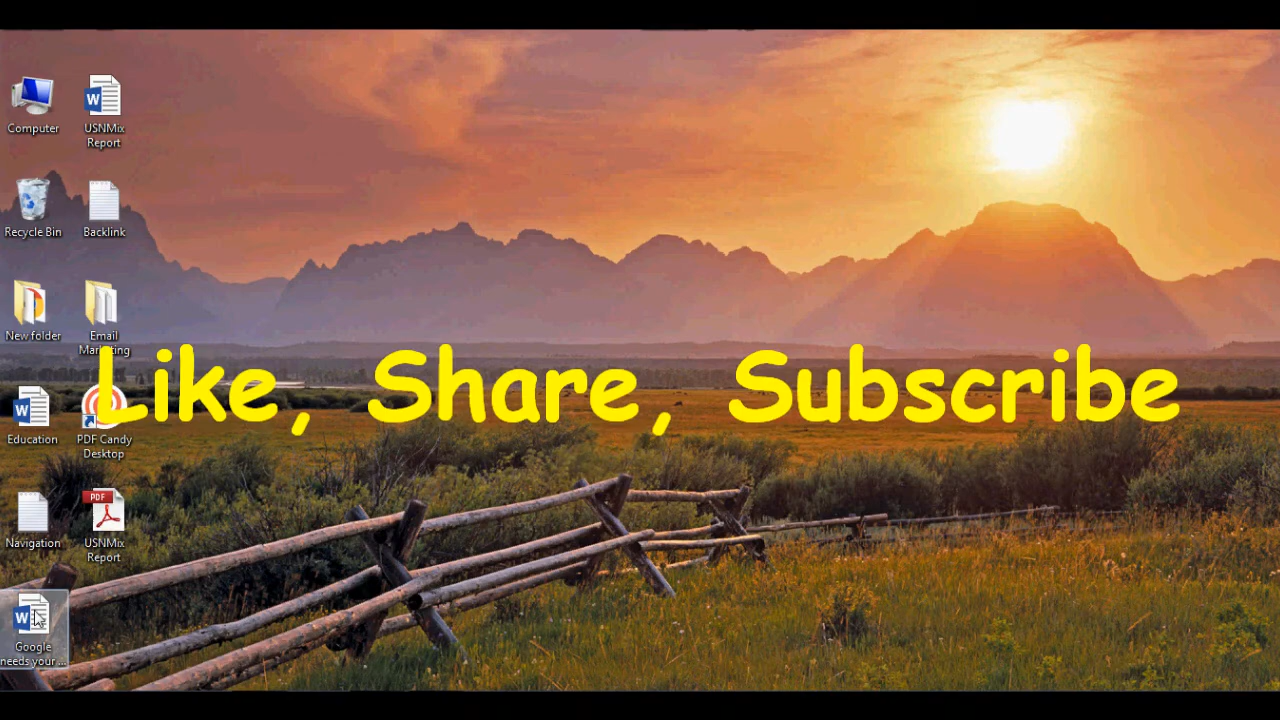 Computer
USNMix
Report
Recycle Bin
Backlink
New folder
Email
Marketing
Like, Share, Subscribe
Education
PDF Candy
Desktop
PDF
Navigation
USNMix
Report
Google
needs your ...